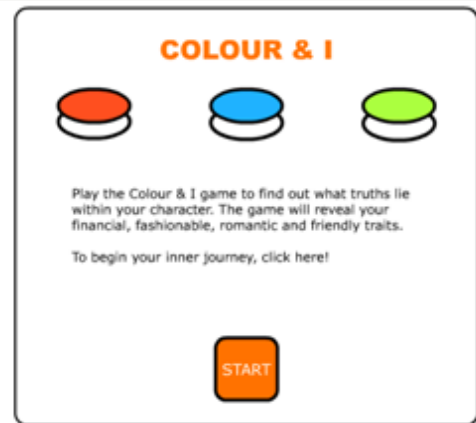 COLOUR & I
Play the Colour & I game to find out what truths lie
within your character. The game will reveal your
financial, fashionable, romantic and friendly traits.
To begin your inner journey, click here!
START